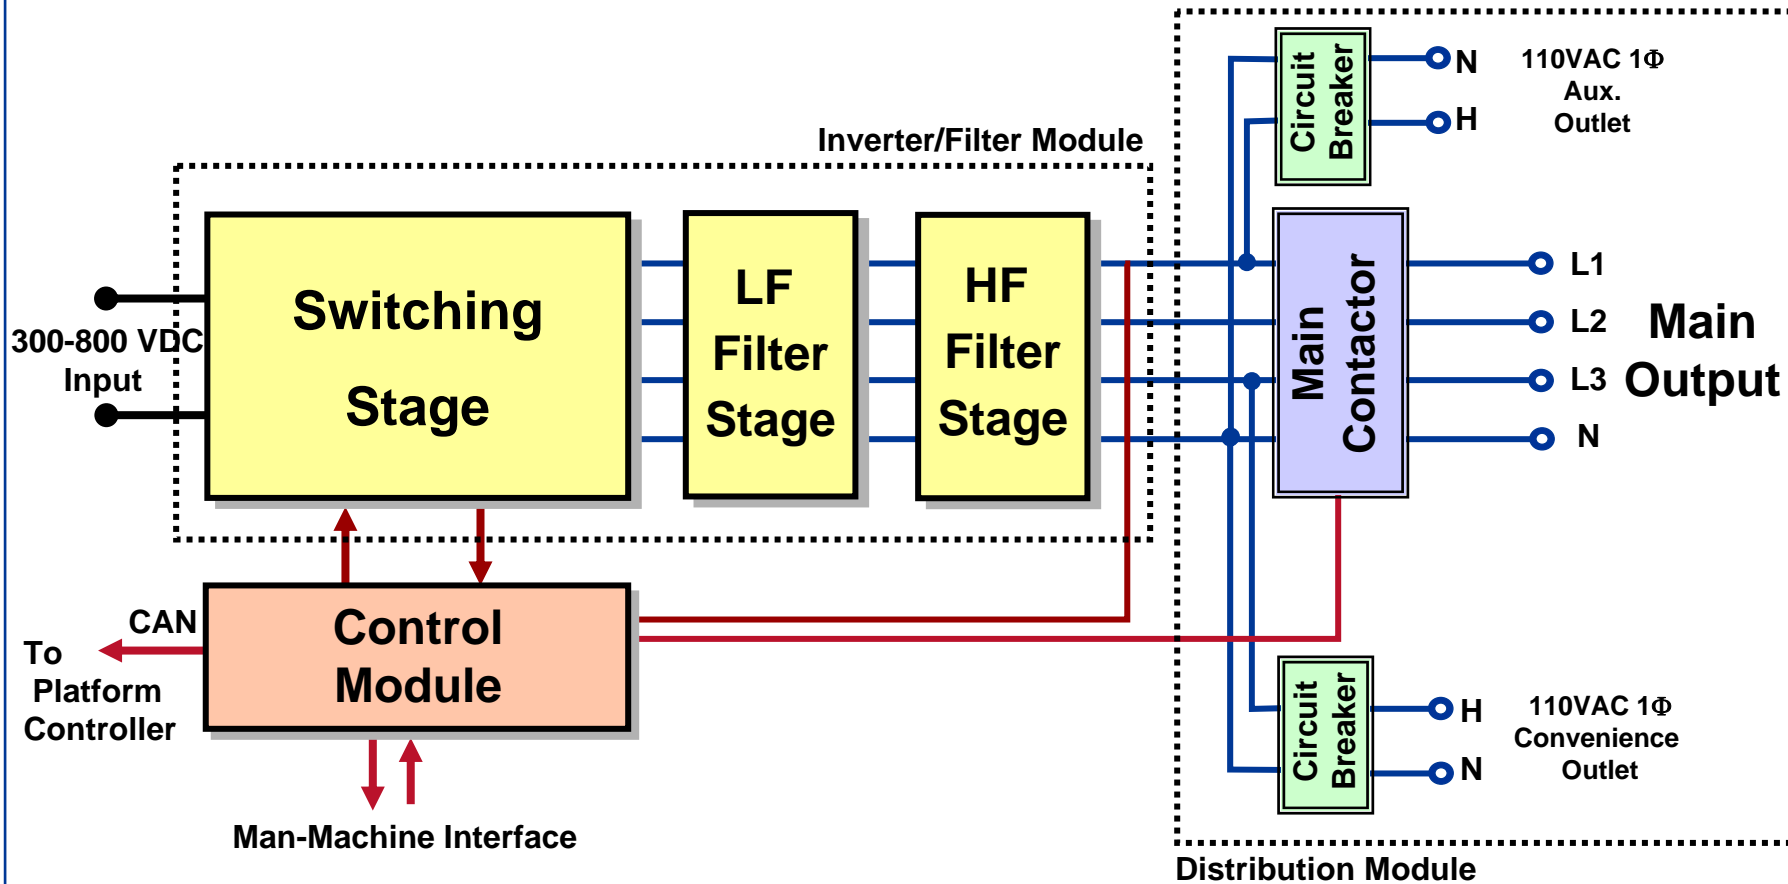 Circuit
Breaker
N
H
110VAC 1Φ
Aux.
Outlet
Inverter/Filter Module
Switching
Stage
LF
Filter
Stage
HF
Filter
Stage
Main
Contactor
L1
L2
L3
N
Main
Output
300-800 VDC
Input
CAN
To
Platform
Controller
Control
Module
Man-Machine Interface
Circuit
Breaker
H
N
110VAC 1Φ
Convenience
Outlet
Distribution Module